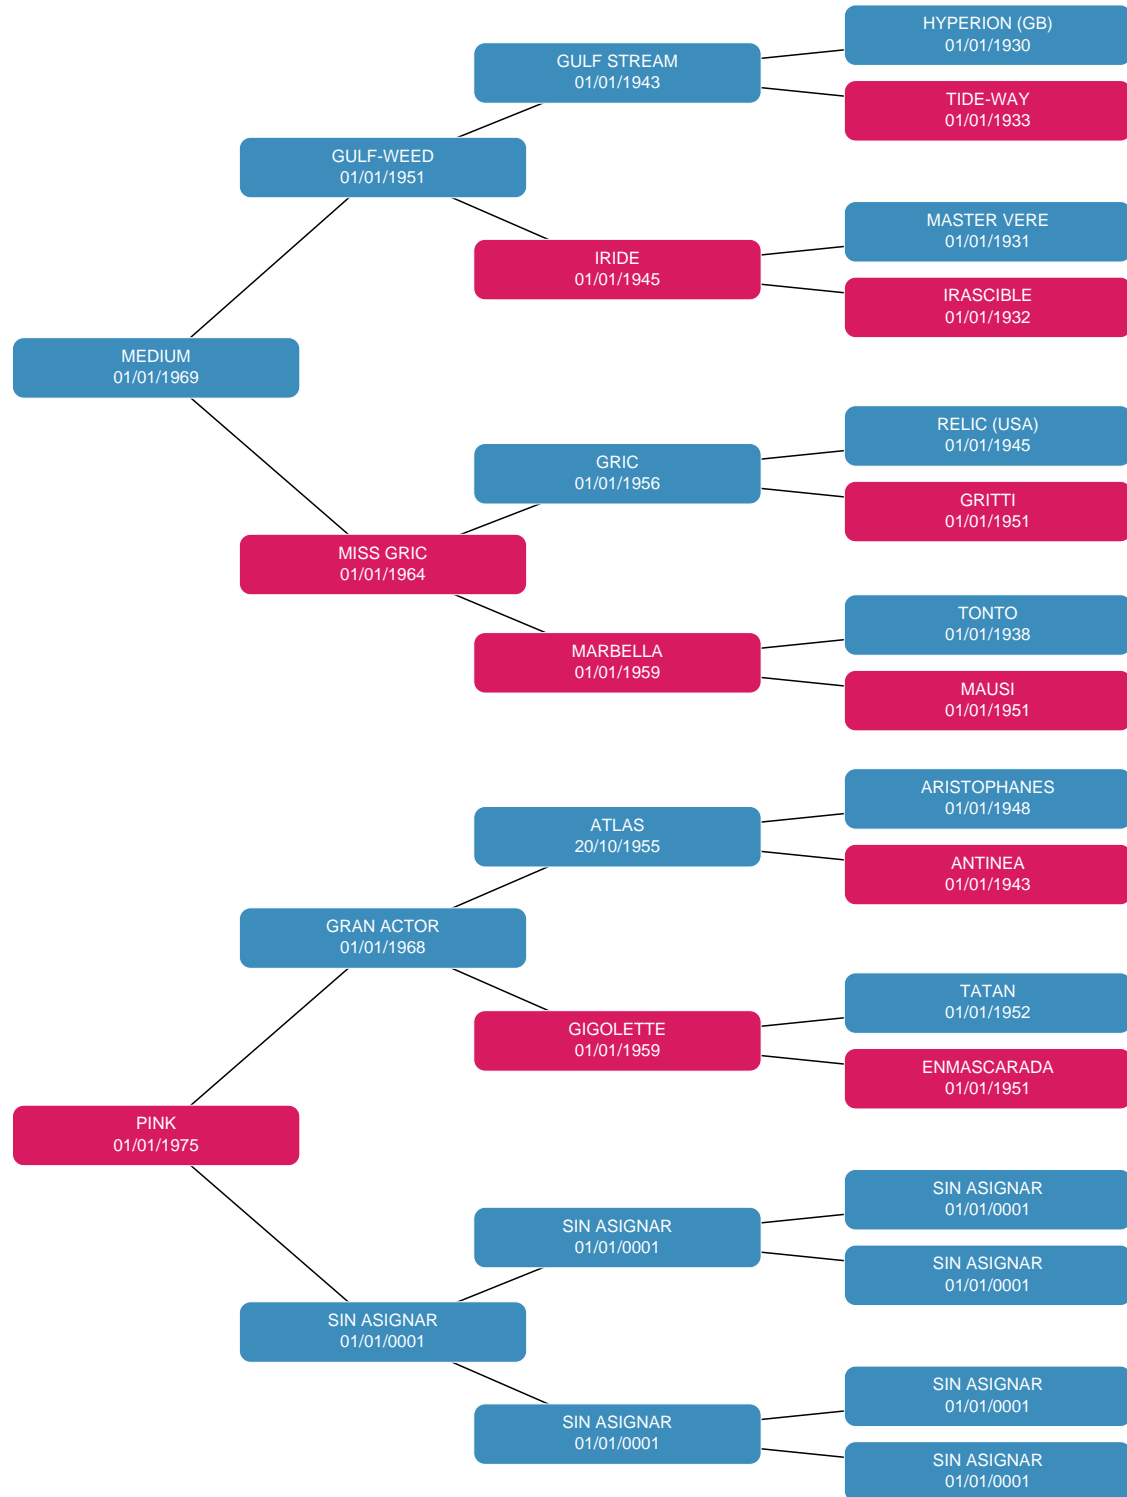 HYPERION (GB)
01/01/1930
GULF STREAM
01/01/1943
TIDE-WAY
01/01/1933
GULF-WEED
01/01/1951
MASTER VERE
01/01/1931
IRIDE
01/01/1945
IRASCIBLE
01/01/1932
MEDIUM
01/01/1969
RELIC (USA)
01/01/1945
GRIC
01/01/1956
GRITTI
01/01/1951
MISS GRIC
01/01/1964
TONTO
01/01/1938
MARBELLA
01/01/1959
MAUSI
01/01/1951
ARISTOPHANES
01/01/1948
ATLAS
20/10/1955
ANTINEA
01/01/1943
GRAN ACTOR
01/01/1968
TATAN
01/01/1952
GIGOLETTE
01/01/1959
ENMASCARADA
01/01/1951
PINK
01/01/1975
SIN ASIGNAR
01/01/0001
SIN ASIGNAR
01/01/0001
SIN ASIGNAR
01/01/0001
SIN ASIGNAR
01/01/0001
SIN ASIGNAR
01/01/0001
SIN ASIGNAR
01/01/0001
SIN ASIGNAR
01/01/0001